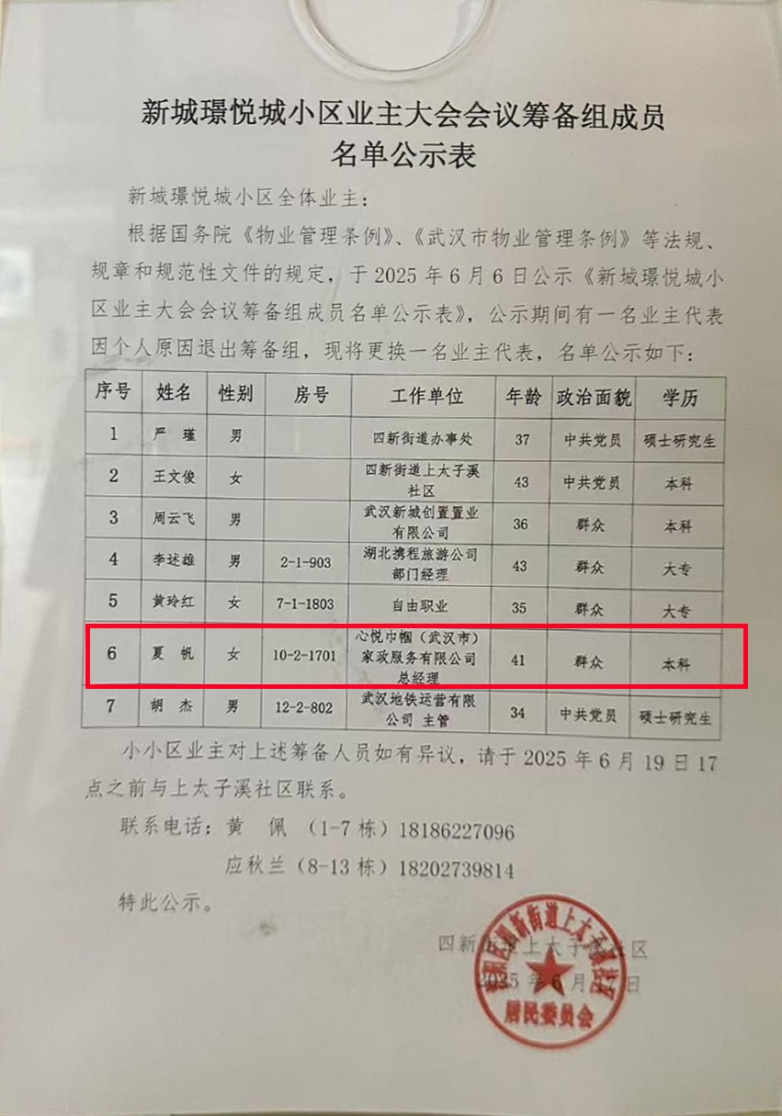 新城璟悦城小区业主大会会议筹备组成员
名单公示表
新城璟悦城小区全体业主：
根据国务院《物业管理条例》、《武汉市物业管理条例》等法规、
规章和规范性文件的规定，于 2025 年 6 月 6 日公示《新城璟悦城小
区业主大会会议筹备组成员名单公示表》，公示期间有一名业主代表
因个人原因退出筹备组，现将更换一名业主代表，名单公示如下：
序号 姓名 性别 房号 工作单位 年龄 政治面貌 学历
1 严 瑾 男 四新街道办事处 37 中共党员 硕士研究生
2 王文俊 女 四新街道上太子溪社区 43 中共党员 本科
3 周云飞 男 武汉新城创置置业有限公司 36 群众 本科
4 李述雄 男 2-1-903 湖北携程旅游公司部门经理 43 群众 大专
5 黄玲红 女 7-1-1803 自由职业 35 群众 大专
6 夏 帆 女 10-2-1701 心悦巾帼（武汉市）家政服务有限公司总经理 41 群众 本科
7 胡 杰 男 12-2-802 武汉地铁运营有限公司 主管 34 中共党员 硕士研究生
小小区业主对上述筹备人员如有异议，请于 2025 年 6 月 19 日 17
点之前与上太子溪社区联系。
联系电话：黄 佩 （1-7 栋）18186227096
应秋兰（8-13 栋）18202739814
特此公示。
四新街道上太子溪社区
2025 年 6 月 17 日
居民委员会